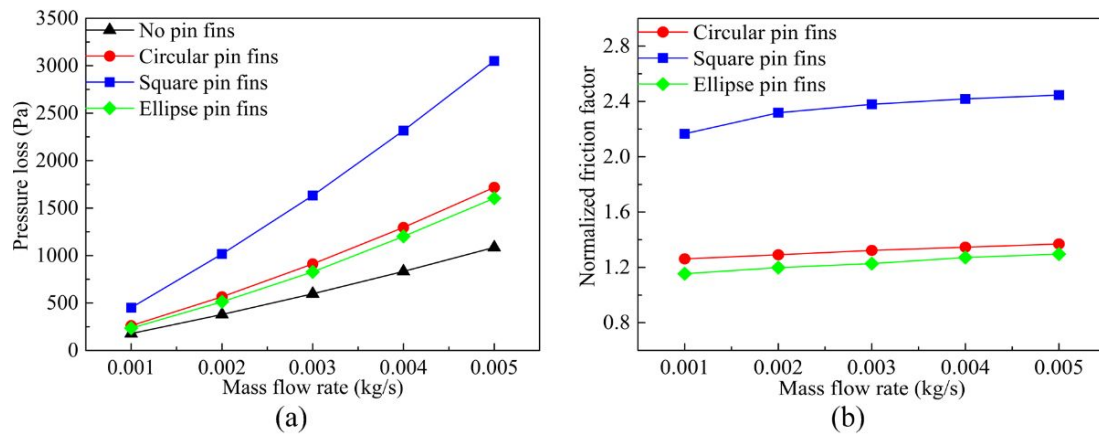 3500
3000
2500
2000
1500
1000
500
0
Pressure loss (Pa)
No pin fins
Circular pin fins
Square pin fins
Ellipse pin fins
0.001 0.002 0.003 0.004 0.005
Mass flow rate (kg/s)
(a)
2.8
2.4
2.0
1.6
1.2
0.8
Normalized friction factor
Circular pin fins
Square pin fins
Ellipse pin fins
0.001 0.002 0.003 0.004 0.005
Mass flow rate (kg/s)
(b)